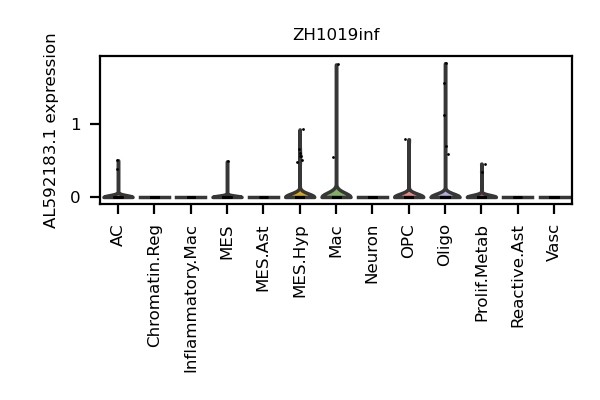 ZH1019inf
AL592183.1 expression
1
0
AC
Chromatin.Reg
Inflammatory.Mac
MES
MES.Ast
MES.Hyp
Mac
Neuron
OPC
Oligo
Prolif.Metab
Reactive.Ast
Vasc